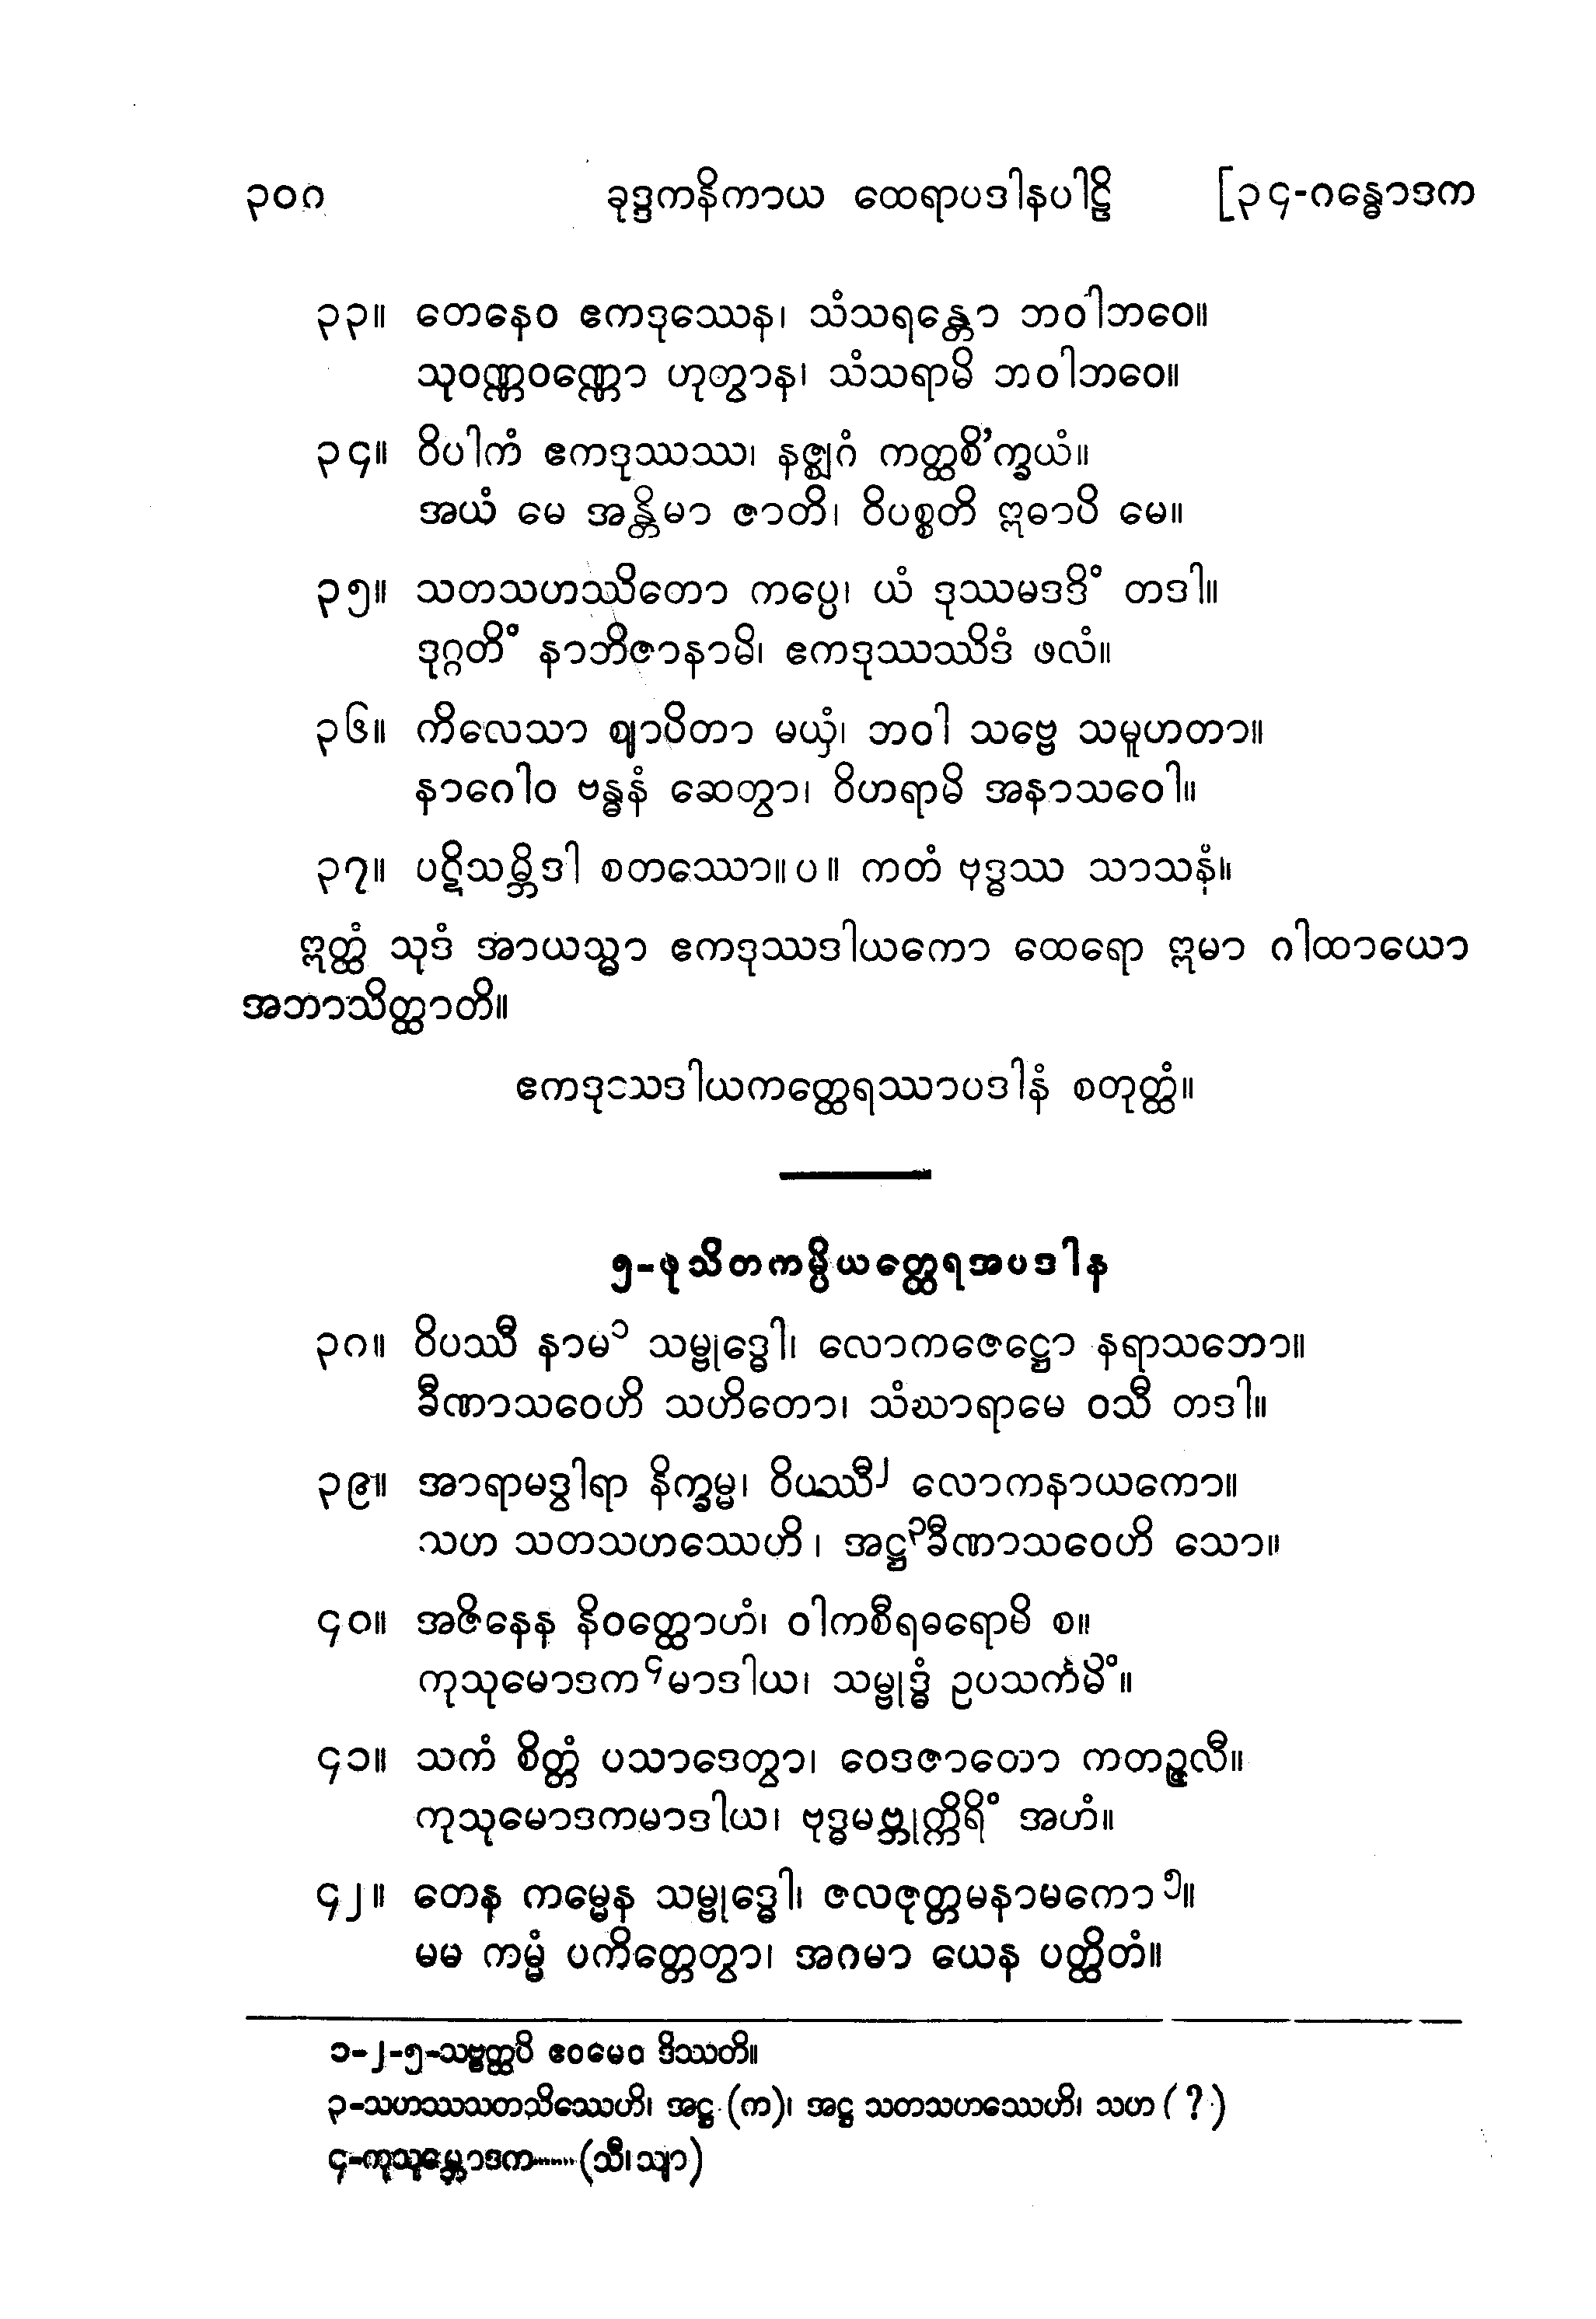 ၃၀၈ ခုဒ္ဒကနိကာယ ထေရာပဒါနပါဠိ [၃၄-ဂန္ဓောဒက
၃၃။ တေနေဝ ဧကဒုဿေန၊ သံသရန္တော ဘဝါဘဝေ။
သုဝဏ္ဏဝဏ္ဏော ဟုတွာန၊ သံသရာမိ ဘဝါဘဝေ။
၃၄။ ဝိပါကံ ဧကဒုဿဿ၊ နဇ္ဈဂံ ကတ္ထစိ’က္ခယံ။
အယံ မေ အန္တိမာ ဇာတိ၊ ဝိပစ္စတိ ဣဓာပိ မေ။
၃၅။ သတသဟဿိတော ကပ္ပေ၊ ယံ ဒုဿမဒဒိံ တဒါ။
ဒုဂ္ဂတိံ နာဘိဇာနာမိ၊ ဧကဒုဿဿိဒံ ဖလံ။
၃၆။ ကိလေသာ ဈာပိတာ မယှံ၊ ဘဝါ သဗ္ဗေ သမူဟတာ။
နာဂေါဝ ဗန္ဓနံ ဆေတွာ၊ ဝိဟရာမိ အနာသဝေါ။
၃၇။ ပဋိသမ္ဘိဒါ စတဿော။ပ။ ကတံ ဗုဒ္ဓဿ သာသနံ။
ဣတ္ထံ သုဒံ အာယသ္မာ ဧကဒုဿဒါယကော ထေရော ဣမာ ဂါထာယော
အဘာသိတ္ထာတိ။
ဧကဒုဿဒါယကတ္ထေရဿာပဒါနံ စတုတ္ထံ။
၅-ဖုသိတကမ္ပိယတ္ထေရအပဒါန
၃၈။ ဝိပဿီ နာမ၁ သမ္ဗုဒ္ဓေါ၊ လောကဇေဋ္ဌော နရာသဘော။
ခီဏာသဝေဟိ သဟိတော၊ သံဃာရာမေ ဝသီ တဒါ။
၃၉။ အာရာမဒွါရာ နိက္ခမ္မ၊ ဝိပဿီ၂ လောကနာယကော။
သဟ သတသဟဿေဟိ၊ အဋ္ဌ၃ခီဏာသဝေဟိ သော။
၄၀။ အဇိနေန နိဝတ္ထောဟံ၊ ဝါကစီရဓရောမိ စ။
ကုသုမောဒက၄မာဒါယ၊ သမ္ဗုဒ္ဓံ ဥပသင်္ကမိံ။
၄၁။ သကံ စိတ္တံ ပသာဒေတွာ၊ ဝေဒဇာတော ကတဉ္ဇလီ။
ကုသုမောဒကမာဒါယ၊ ဗုဒ္ဓမဗ္ဘုက္ကိရိံ အဟံ။
၄၂။ တေန ကမ္မေန သမ္ဗုဒ္ဓေါ၊ ဇလဇုတ္တမနာမကော၅။
မမ ကမ္မံ ပကိတ္တေတွာ၊ အဂမာ ယေန ပတ္ထိတံ။
၁-၂-၅-သဗ္ဗတ္ထပိ ဧဝမေဝ ဒိဿတိ။
၃-သဟဿသတသိဿေဟိ၊ အဋ္ဌ (က)၊ အဋ္ဌ သတသဟဿေဟိ၊ သဟ (?)
၄-ကုသုမ္ဘောဒက······(သီ၊သျာ)